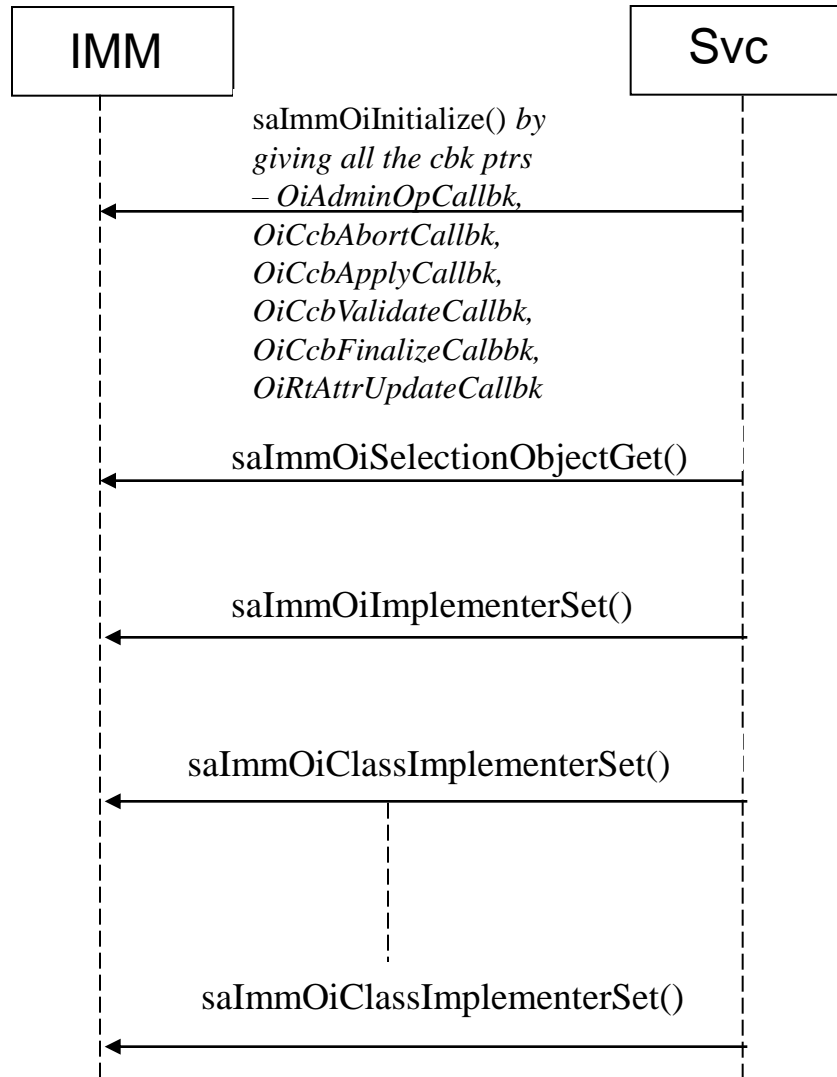 IMM
Svc
saImmOiInitialize() by
giving all the cbk ptrs
– OiAdminOpCallbk,
OiCcbAbortCallbk,
OiCcbApplyCallbk,
OiCcbValidateCallbk,
OiCcbFinalizeCalbbk,
OiRtAttrUpdateCallbk
saImmOiSelectionObjectGet()
saImmOiImplementerSet()
saImmOiClassImplementerSet()
saImmOiClassImplementerSet()